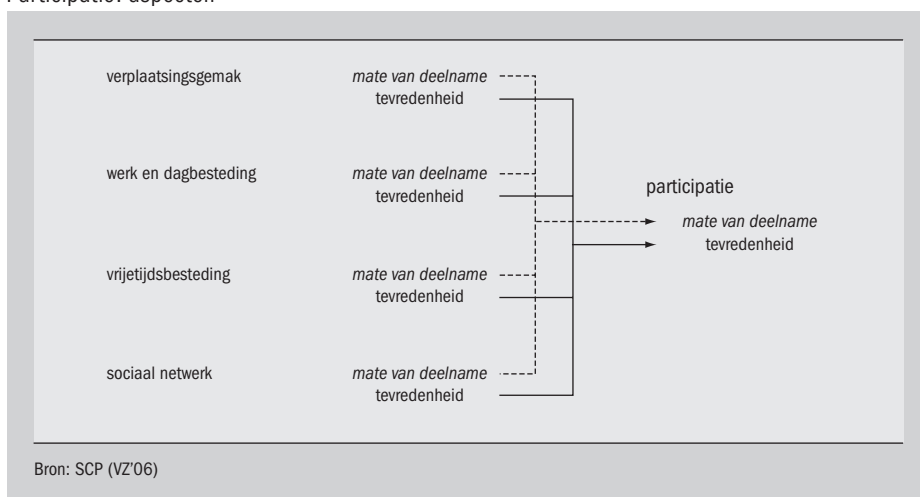 verplaatsingsgemak
mate van deelname
tevredenheid
werk en dagbesteding
mate van deelname
tevredenheid
participatie
mate van deelname
tevredenheid
vrijetijdsbesteding
mate van deelname
tevredenheid
sociaal netwerk
mate van deelname
tevredenheid
Bron: SCP (VZ'06)